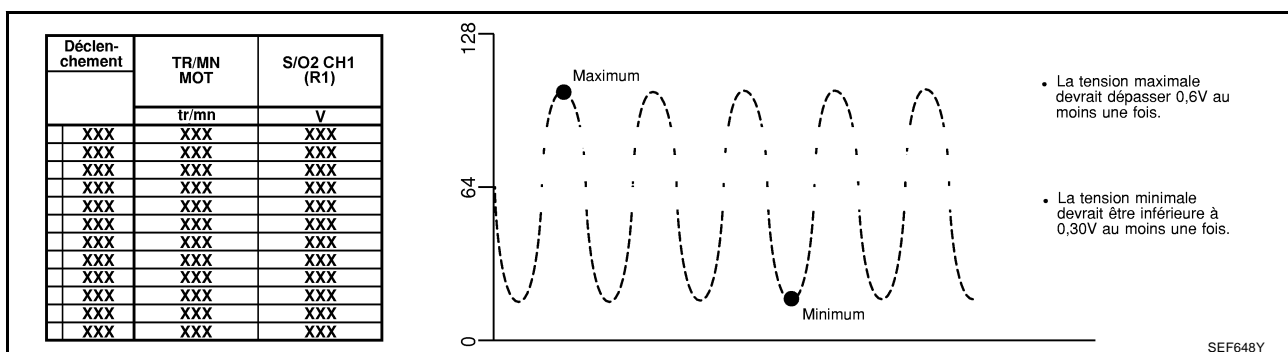 Déclen-
chement
TR/MN
MOT
S/O2 CH1
(R1)
tr/mn
V
XXX XXX XXX
XXX XXX XXX
XXX XXX XXX
XXX XXX XXX
XXX XXX XXX
XXX XXX XXX
XXX XXX XXX
XXX XXX XXX
XXX XXX XXX
XXX XXX XXX
XXX XXX XXX
XXX XXX XXX
128
64
0
Maximum
Minimum
• La tension maximale
devrait dépasser 0,6V au
moins une fois.
• La tension minimale
devrait être inférieure à
0,30V au moins une fois.
SEF648Y